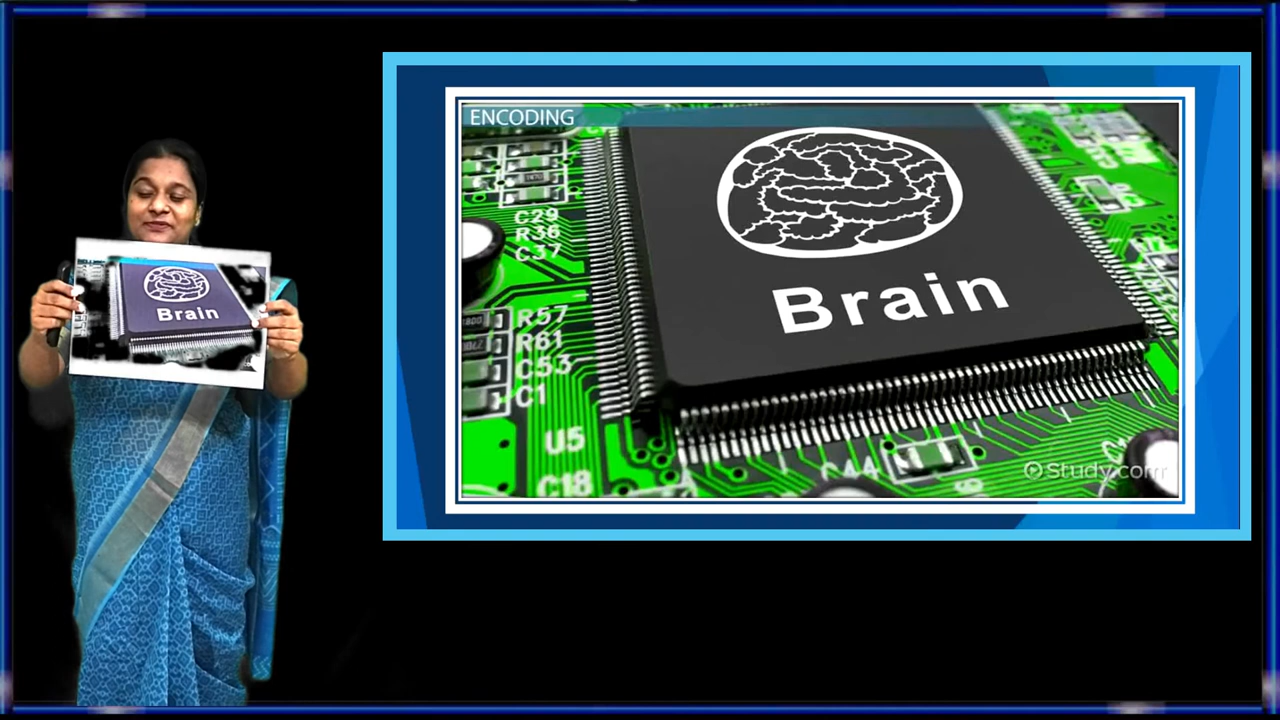 ENCODING
Brain
C29
R36
C37
R57
R61
C53
C1
U5
C18
Study.com
Brain